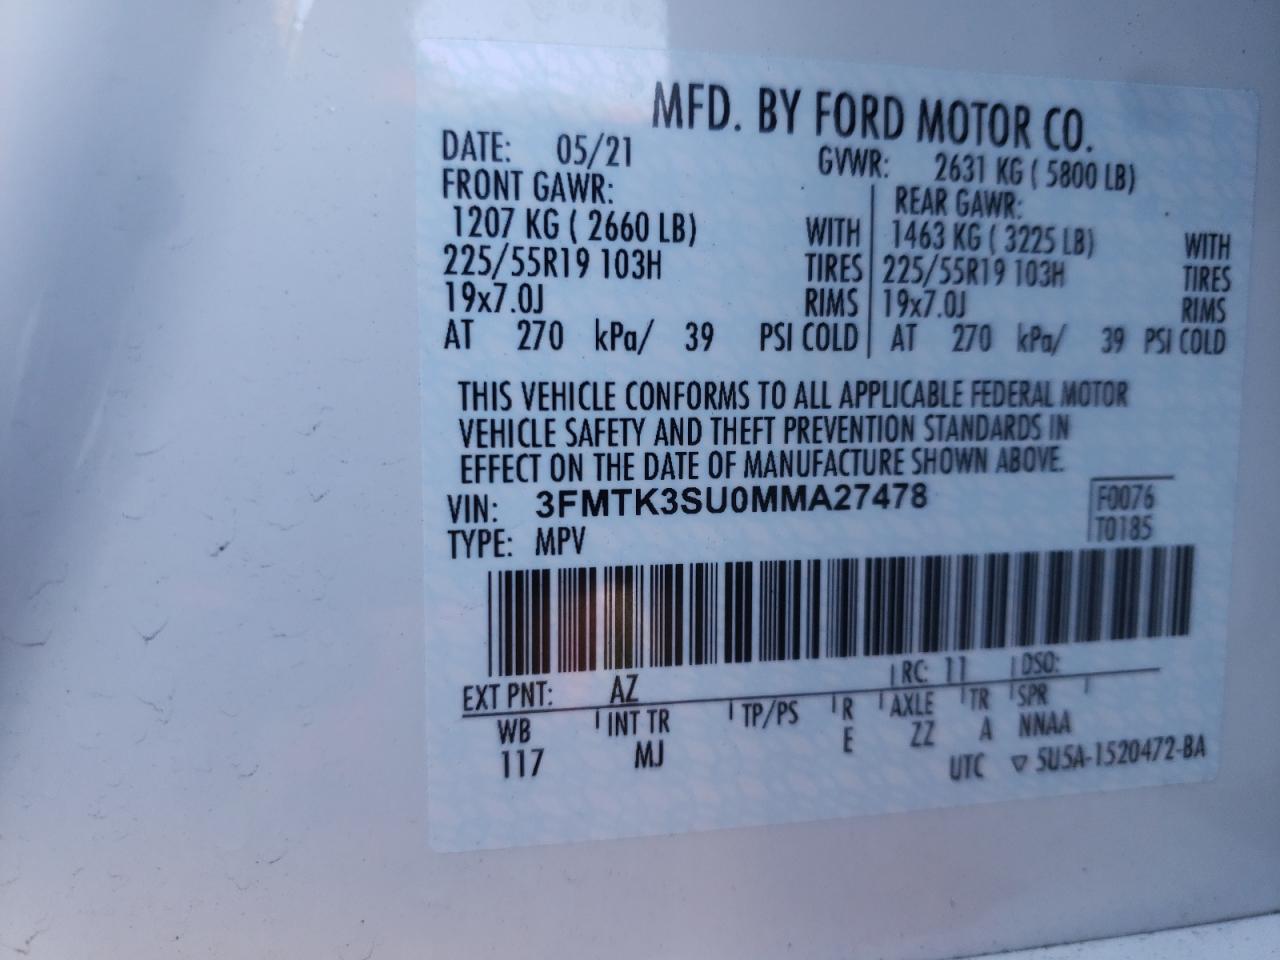 MFD. BY FORD MOTOR CO.
DATE: 05/21 GVWR: 2631 KG ( 5800 LB)
FRONT GAWR: REAR GAWR:
1207 KG ( 2660 LB) WITH 1463 KG ( 3225 LB) WITH
225/55R19 103H TIRES 225/55R19 103H TIRES
19x7.0J RIMS 19x7.0J RIMS
AT 270 kPa/ 39 PSI COLD AT 270 kPa/ 39 PSI COLD
THIS VEHICLE CONFORMS TO ALL APPLICABLE FEDERAL MOTOR
VEHICLE SAFETY AND THEFT PREVENTION STANDARDS IN
EFFECT ON THE DATE OF MANUFACTURE SHOWN ABOVE.
VIN: 3FMTK3SU0MMA27478 F0076
TYPE: MPV T0185
EXT PNT: AZ RC: 11 DSO:
WB INT TR TP/PS R AXLE TR SPR
117 MJ E ZZ A NNAA
UTC ▽ 5U5A-1520472-BA